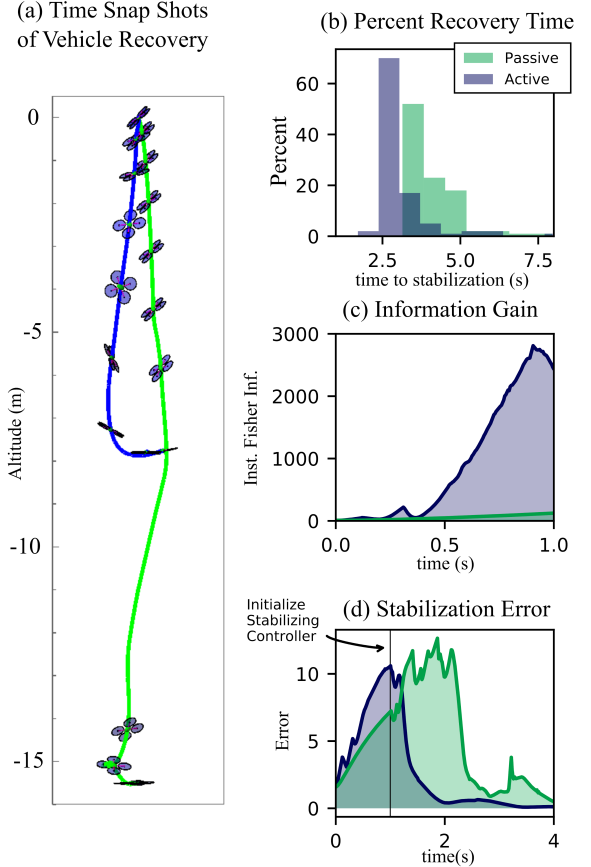 (a) Time Snap Shots
of Vehicle Recovery
0
-5
-10
-15
Altitude (m)
(b) Percent Recovery Time
Passive
Active
60
40
20
0
Percent
2.5
5.0
7.5
time to stabilization (s)
(c) Information Gain
3000
2000
1000
0
Inst. Fisher Inf.
0.0
0.5
1.0
time (s)
(d) Stabilization Error
Initialize
Stabilizing
Controller
10
5
0
Error
0
2
4
time(s)